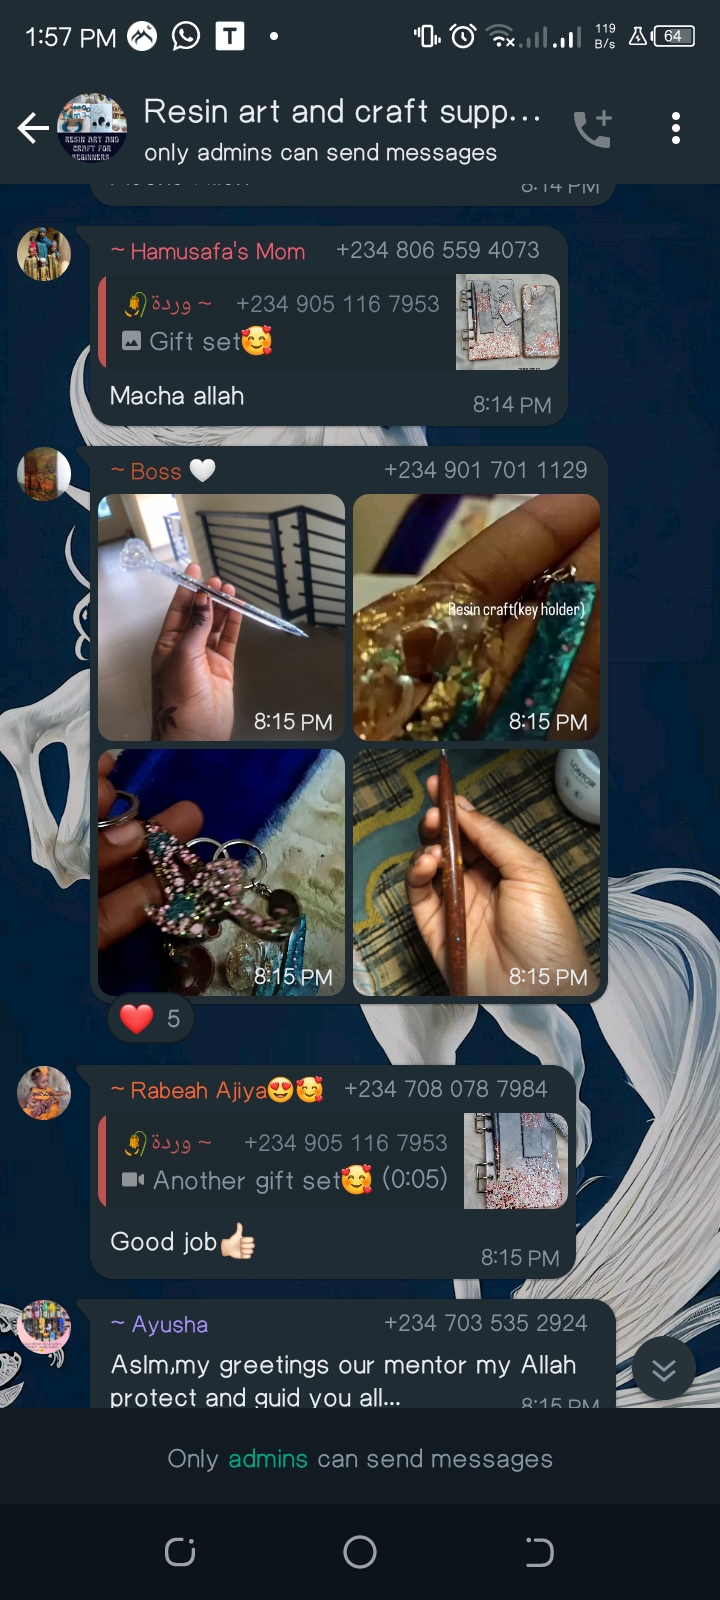 1:57 PM
T
119
B/s
64
Resin art and craft supp...
only admins can send messages
RESIN ART AND
CRAFT FOR
BEGINNERS
8:14 PM
~ Hamusafa's Mom +234 806 559 4073
وردة🥀 ~ +234 905 116 7953
Gift set🥰
Macha allah
8:14 PM
~ Boss 🤍 +234 901 701 1129
Resin craft(key holder)
8:15 PM
8:15 PM
8:15 PM
8:15 PM
❤️ 5
~ Rabeah Ajiya😍🥰 +234 708 078 7984
وردة🥀 ~ +234 905 116 7953
Another gift set🥰 (0:05)
Good job👍🏻
8:15 PM
~ Ayusha +234 703 535 2924
Aslm,my greetings our mentor my Allah
protect and guid you all...
8:15 PM
Only admins can send messages